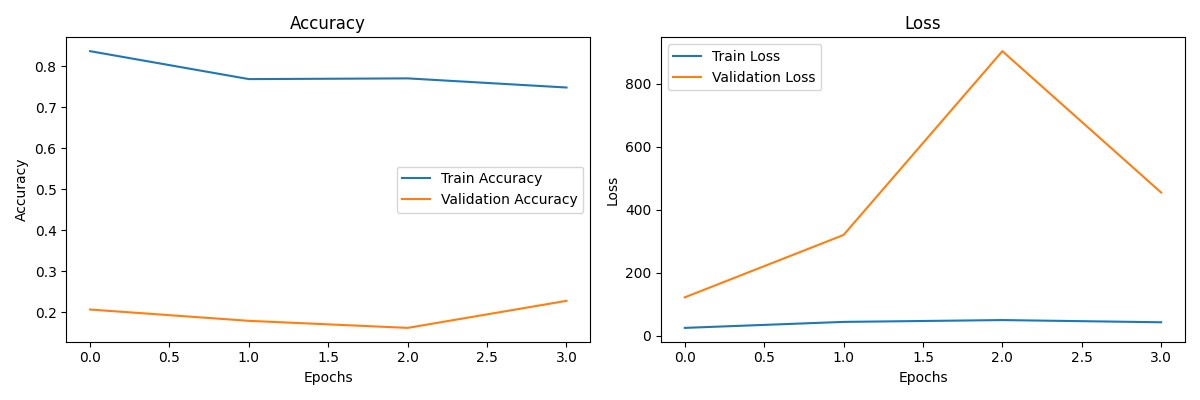 Accuracy
Accuracy
0.8
0.7
0.6
0.5
0.4
0.3
0.2
Train Accuracy
Validation Accuracy
0.0 0.5 1.0 1.5 2.0 2.5 3.0
Epochs
Loss
Loss
800
600
400
200
0
Train Loss
Validation Loss
0.0 0.5 1.0 1.5 2.0 2.5 3.0
Epochs